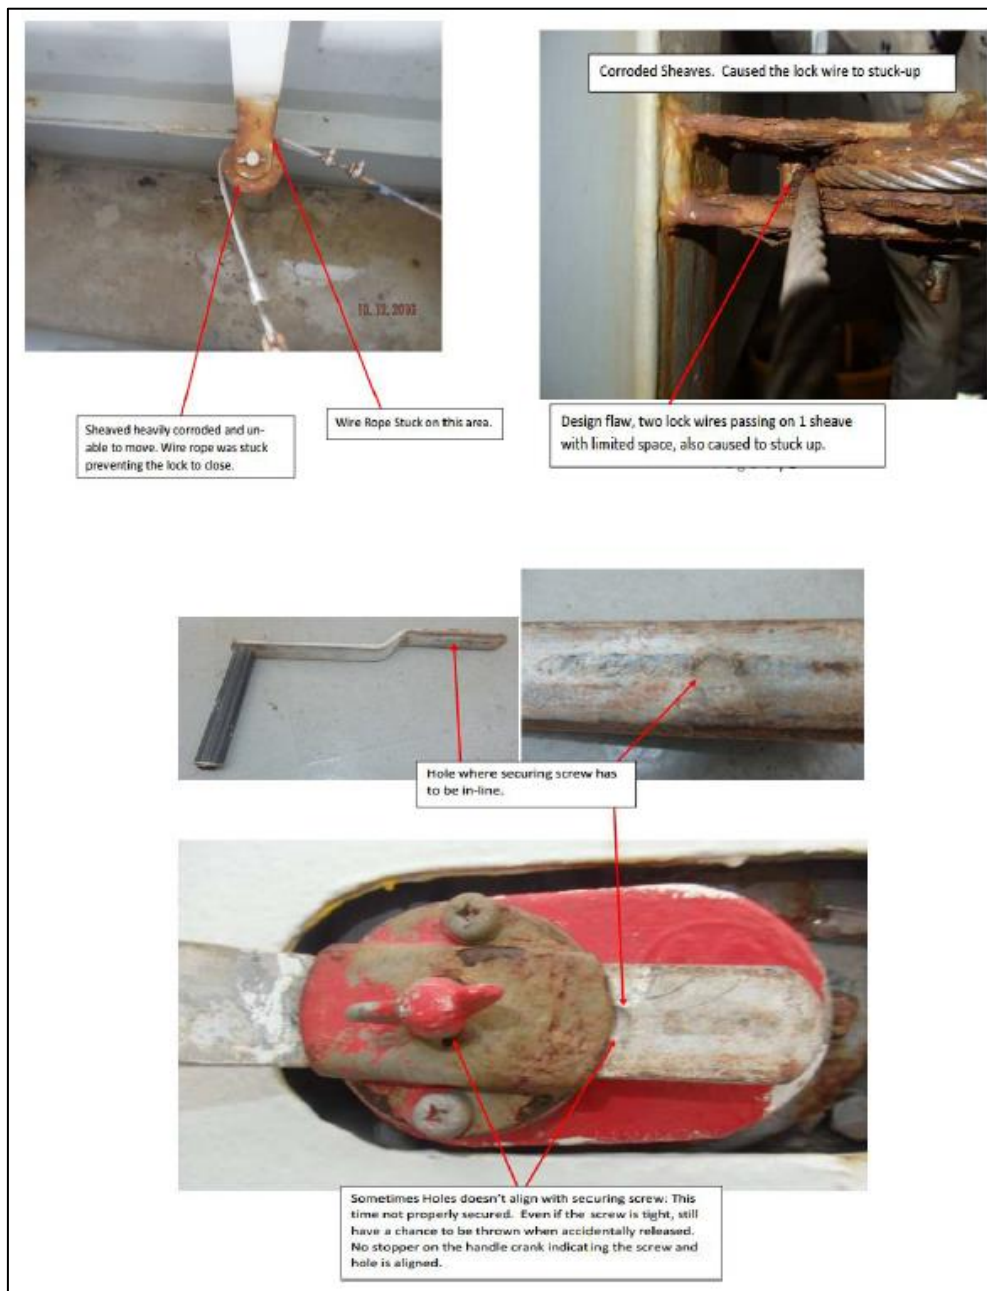 Corroded Sheaves. Caused the lock wire to stuck-up
Sheaved heavily corroded and un-
able to move. Wire rope was stuck
preventing the lock to close.
Wire Rope Stuck on this area.
Design flaw, two lock wires passing on 1 sheave
with limited space, also caused to stuck up.
Hole where securing screw has
to be in-line.
Sometimes Holes doesn't align with securing screw: This
time not properly secured. Even if the screw is tight, still
have a chance to be thrown when accidentally released.
No stopper on the handle crank indicating the screw and
hole is aligned.